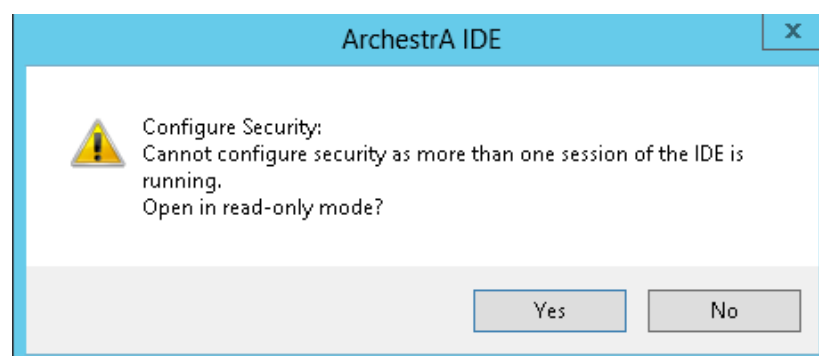 ArchestrA IDE
x
Configure Security:
Cannot configure security as more than one session of the IDE is
running.
Open in read-only mode?
Yes
No